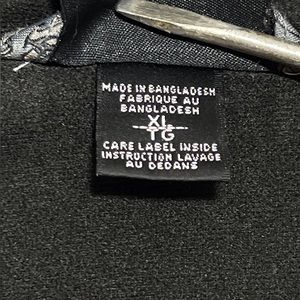 MADE IN BANGLADESH
FABRIQUE AU
BANGLADESH
XL
TG
CARE LABEL INSIDE
INSTRUCTION LAVAGE
AU DEDANS